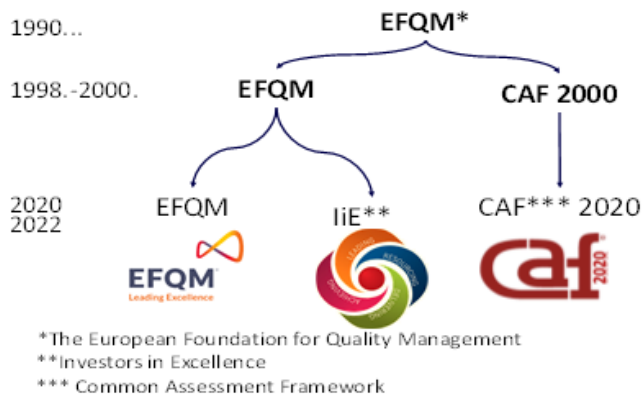 1990...
EFQM*
1998.-2000.
EFQM
CAF 2000
2020
2022
EFQM
IiE**
CAF*** 2020
EFQM
Leading Excellence
LEADING
RESOURCING
DELIVERING
ACHIEVING
caf
2020
*The European Foundation for Quality Management
**Investors in Excellence
*** Common Assessment Framework